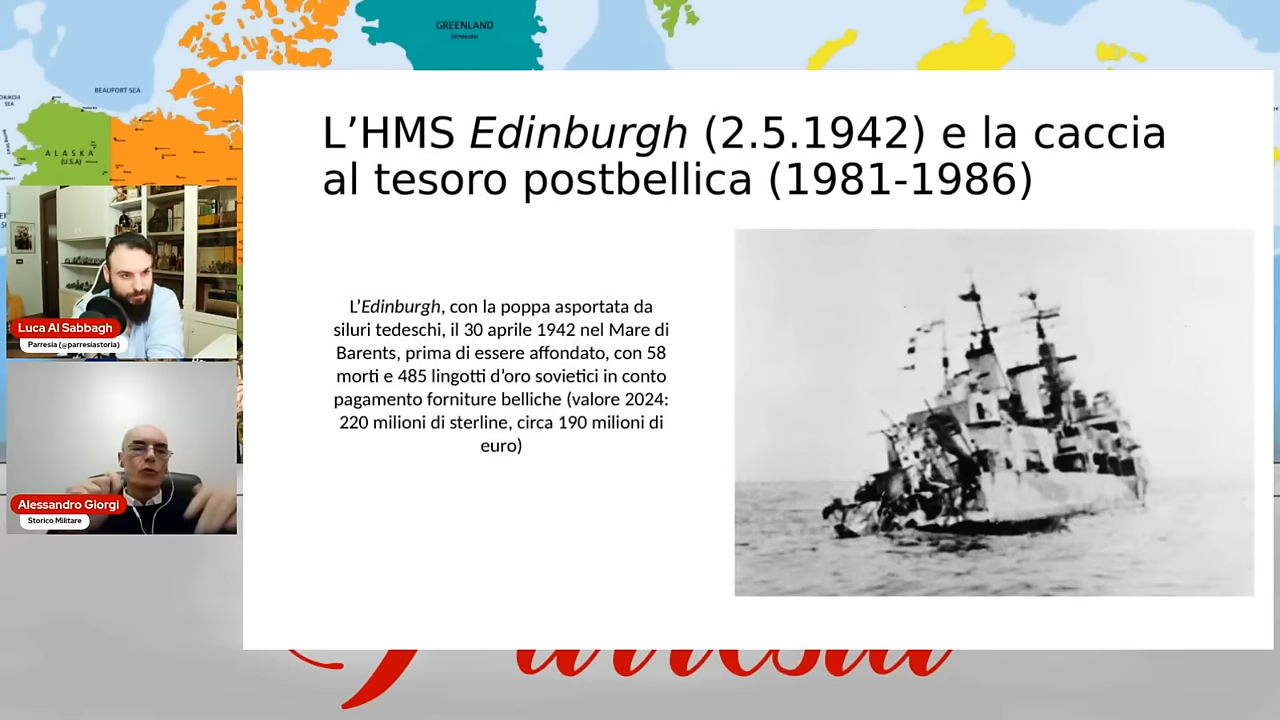 GREENLAND
(DENMARK)
BEAUFORT SEA
ALASKA
(U.S.A)
L’HMS Edinburgh (2.5.1942) e la caccia
al tesoro postbellica (1981-1986)
L’Edinburgh, con la poppa asportata da
siluri tedeschi, il 30 aprile 1942 nel Mare di
Barents, prima di essere affondato, con 58
morti e 485 lingotti d’oro sovietici in conto
pagamento forniture belliche (valore 2024:
220 milioni di sterline, circa 190 milioni di
euro)
Luca Al Sabbagh
Parresia (@parresiastoria)
Alessandro Giorgi
Storico Militare
Parresia